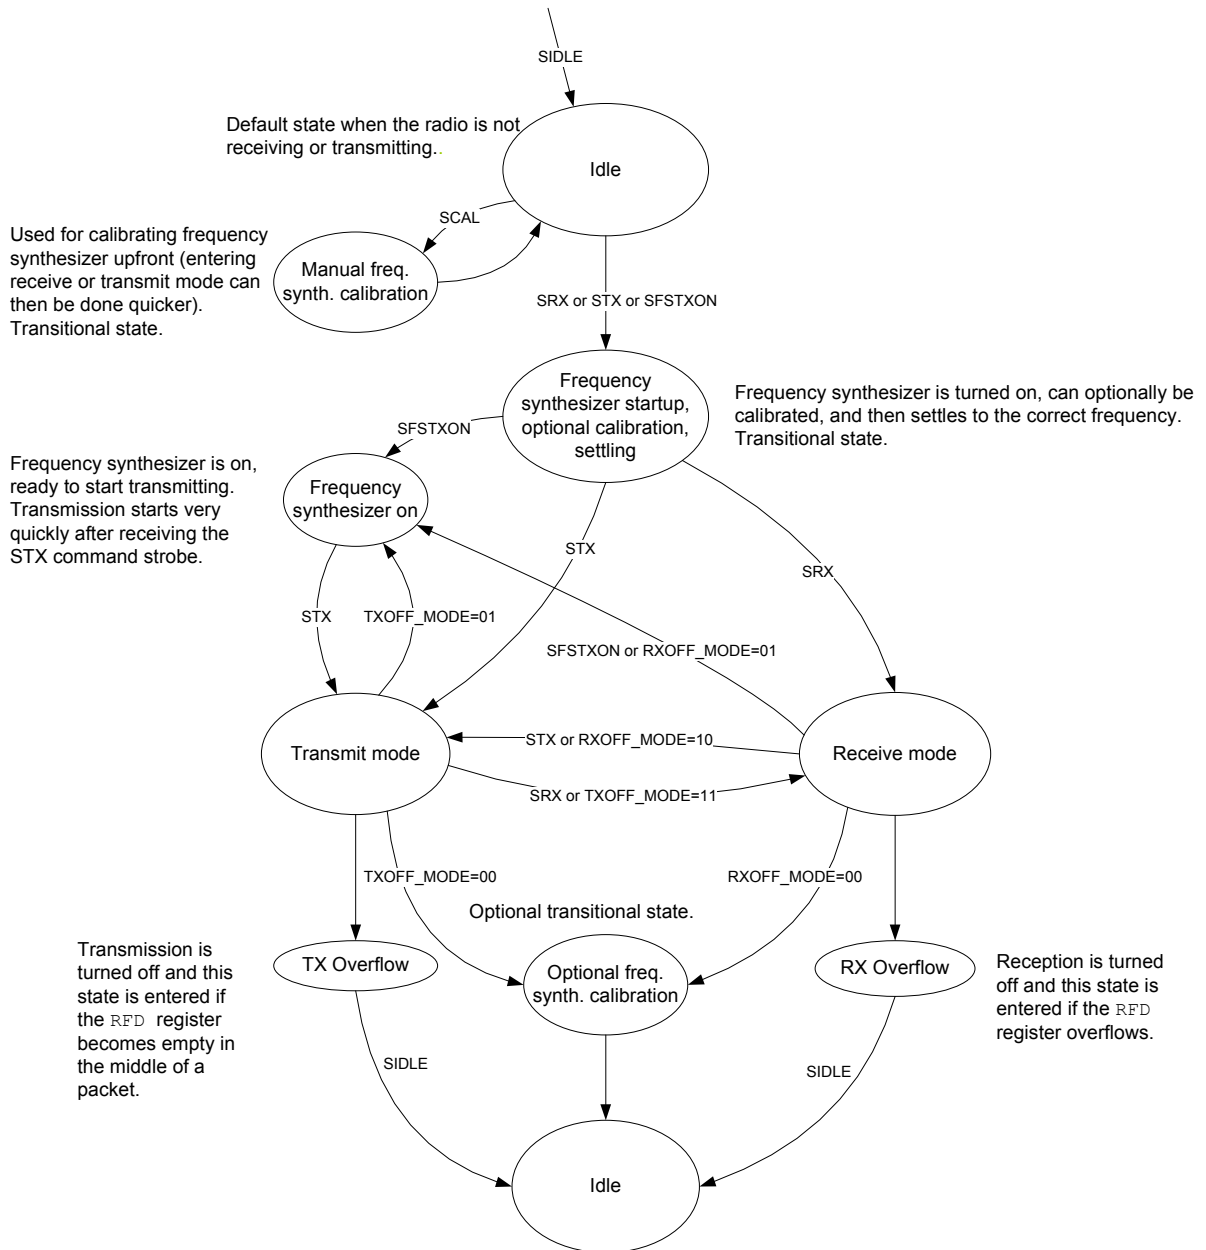 SIDLE
Default state when the radio is not
receiving or transmitting..
Idle
SCAL
Used for calibrating frequency
synthesizer upfront (entering
receive or transmit mode can
then be done quicker).
Transitional state.
Manual freq.
synth. calibration
SRX or STX or SFSTXON
Frequency
synthesizer startup,
optional calibration,
settling
Frequency synthesizer is turned on, can optionally be
calibrated, and then settles to the correct frequency.
Transitional state.
SFSTXON
Frequency synthesizer is on,
ready to start transmitting.
Transmission starts very
quickly after receiving the
STX command strobe.
Frequency
synthesizer on
STX
SRX
STX
TXOFF_MODE=01
SFSTXON or RXOFF_MODE=01
Transmit mode
STX or RXOFF_MODE=10
Receive mode
SRX or TXOFF_MODE=11
TXOFF_MODE=00
RXOFF_MODE=00
Optional transitional state.
Transmission is
turned off and this
state is entered if
the RFD register
becomes empty in
the middle of a
packet.
TX Overflow
Optional freq.
synth. calibration
RX Overflow
Reception is turned
off and this state is
entered if the RFD
register overflows.
SIDLE
SIDLE
Idle